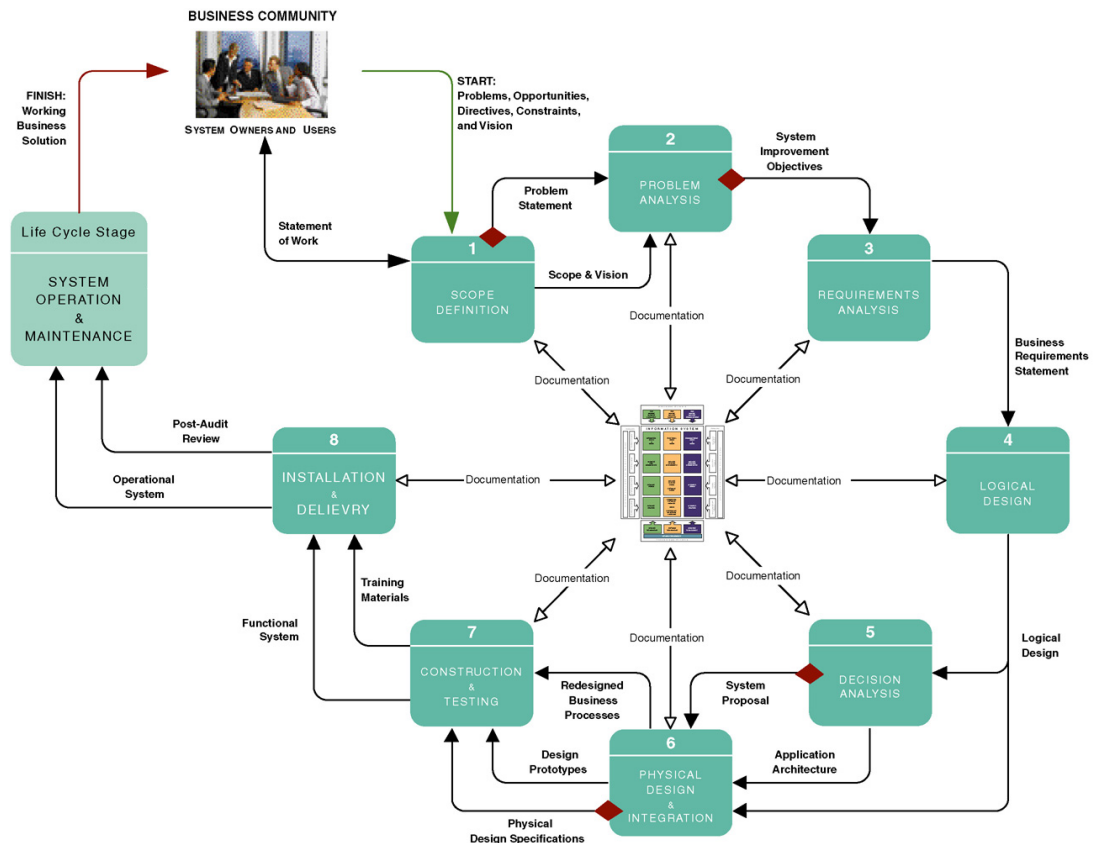 BUSINESS COMMUNITY
SYSTEM OWNERS AND USERS
START:
Problems, Opportunities,
Directives, Constraints,
and Vision
FINISH:
Working
Business
Solution
Statement
of Work
Life Cycle Stage
SYSTEM
OPERATION
&
MAINTENANCE
1
SCOPE
DEFINITION
Problem
Statement
Scope & Vision
2
PROBLEM
ANALYSIS
System
Improvement
Objectives
3
REQUIREMENTS
ANALYSIS
Business
Requirements
Statement
Documentation
Documentation
Documentation
INFORMATION SYSTEM
4
LOGICAL
DESIGN
Documentation
Documentation
Post-Audit
Review
Operational
System
8
INSTALLATION
&
DELIEVRY
Documentation
Documentation
Documentation
Training
Materials
Functional
System
7
CONSTRUCTION
&
TESTING
5
DECISION
ANALYSIS
Logical
Design
System
Proposal
Redesigned
Business
Processes
Application
Architecture
Design
Prototypes
6
PHYSICAL
DESIGN
&
INTEGRATION
Physical
Design Specifications